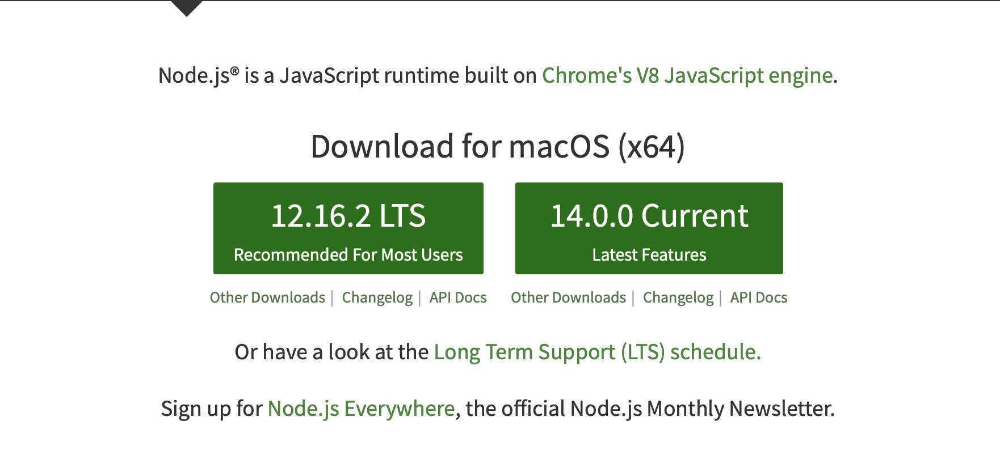 Node.js® is a JavaScript runtime built on Chrome's V8 JavaScript engine.
Download for macOS (x64)
12.16.2 LTS
Recommended For Most Users
14.0.0 Current
Latest Features
Other Downloads | Changelog | API Docs
Other Downloads | Changelog | API Docs
Or have a look at the Long Term Support (LTS) schedule.
Sign up for Node.js Everywhere, the official Node.js Monthly Newsletter.